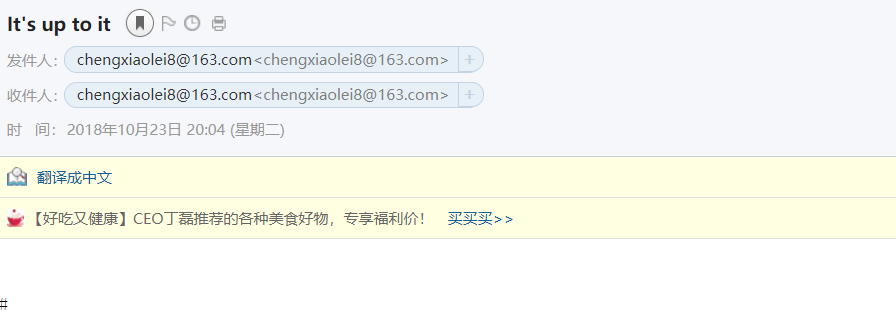 It's up to it
发件人：chengxiaolei8@163.com<chengxiaolei8@163.com> +
收件人：chengxiaolei8@163.com<chengxiaolei8@163.com> +
时 间：2018年10月23日 20:04 (星期二)
翻译成中文
【好吃又健康】CEO丁磊推荐的各种美食好物，专享福利价！ 买买买>>
#